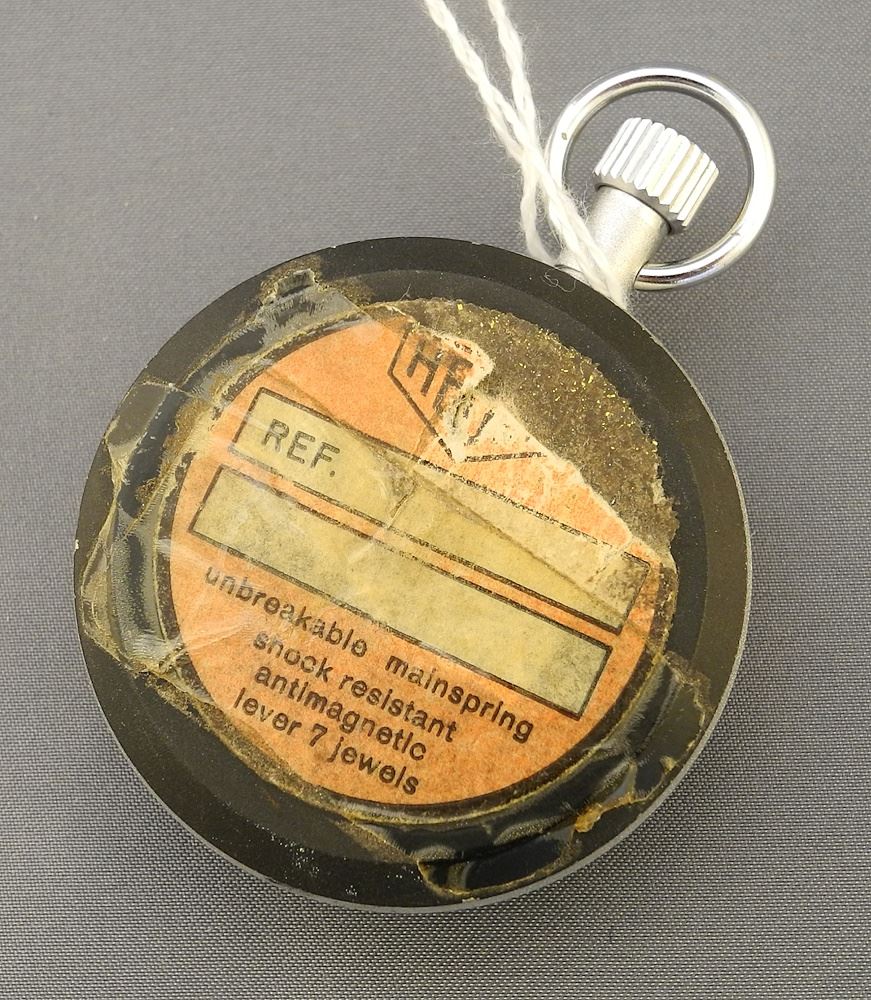 REF.
unbreakable mainspring
shock resistant
antimagnetic
lever 7 jewels